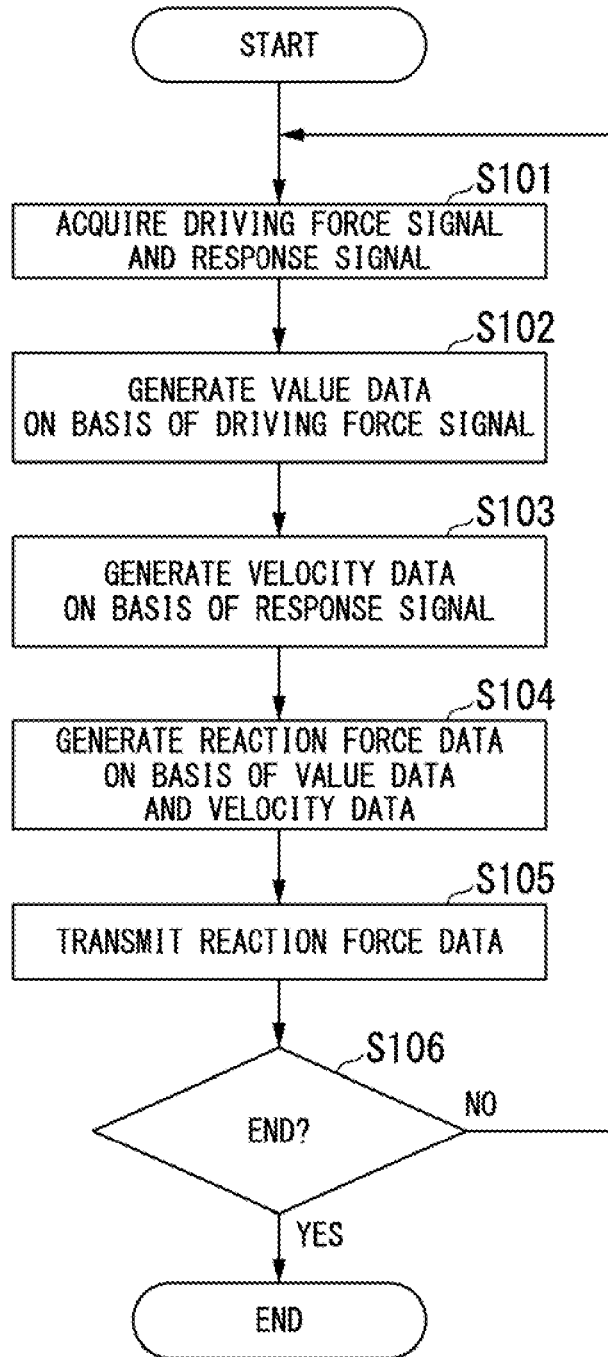 START
S101
ACQUIRE DRIVING FORCE SIGNAL
AND RESPONSE SIGNAL
S102
GENERATE VALUE DATA
ON BASIS OF DRIVING FORCE SIGNAL
S103
GENERATE VELOCITY DATA
ON BASIS OF RESPONSE SIGNAL
S104
GENERATE REACTION FORCE DATA
ON BASIS OF VALUE DATA
AND VELOCITY DATA
S105
TRANSMIT REACTION FORCE DATA
S106
END?
NO
YES
END